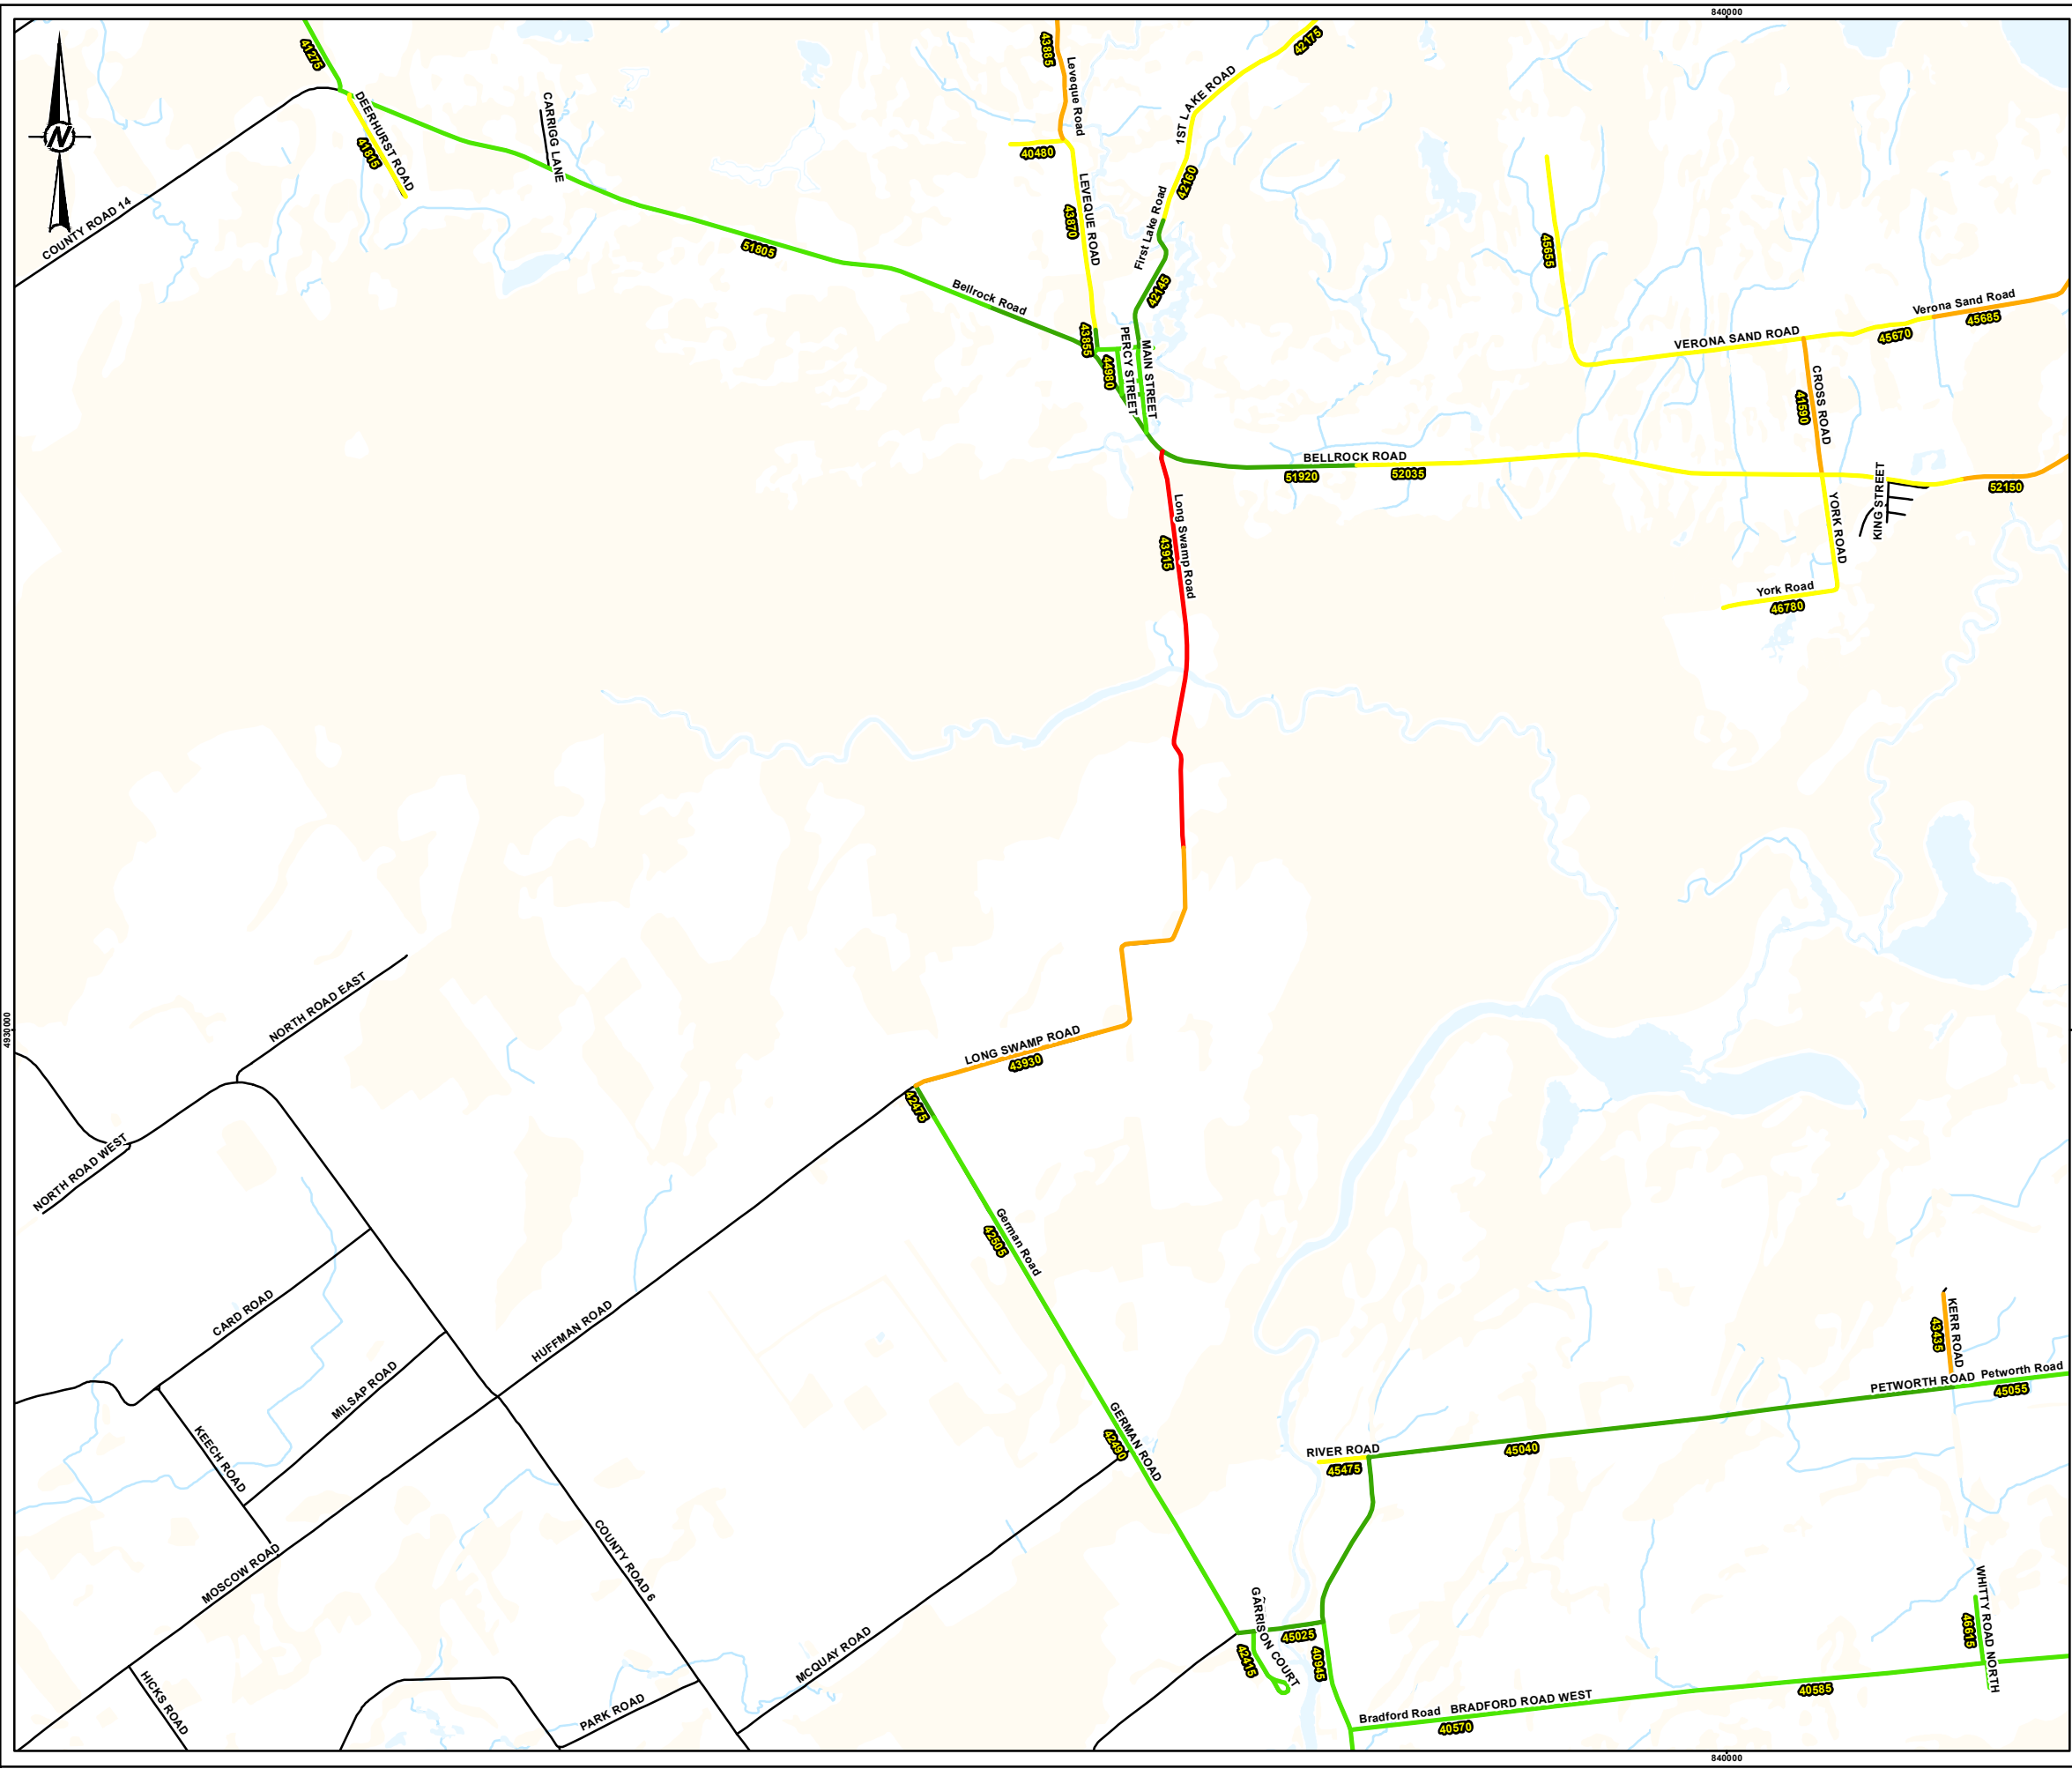 840000
41275
DEERHURST ROAD
41815
CARRIGG LANE
COUNTY ROAD 14
N
51805
Bellrock Road
43885
Leveque Road
40480
LEVEQUE ROAD
43870
1ST LAKE ROAD
42175
42160
First Lake Road
42145
43855
44980
PERCY STREET
MAIN STREET
45655
VERONA SAND ROAD
45670
Verona Sand Road
45685
CROSS ROAD
41590
BELLROCK ROAD
51920
52035
52150
KING STREET
YORK ROAD
York Road
46780
Long Swamp Road
43915
4930000
NORTH ROAD EAST
NORTH ROAD WEST
LONG SWAMP ROAD
43930
42475
German Road
42505
CARD ROAD
MILSAP ROAD
HUFFMAN ROAD
KEECH ROAD
MOSCOW ROAD
COUNTY ROAD 6
GERMAN ROAD
42490
KERR ROAD
43435
PETWORTH ROAD
Petworth Road
45055
45040
RIVER ROAD
45475
HICKS ROAD
PARK ROAD
MCQUAY ROAD
GARRISON COURT
45025
42415
40945
WHITTY ROAD NORTH
46615
Bradford Road
BRADFORD ROAD WEST
40570
40585
840000